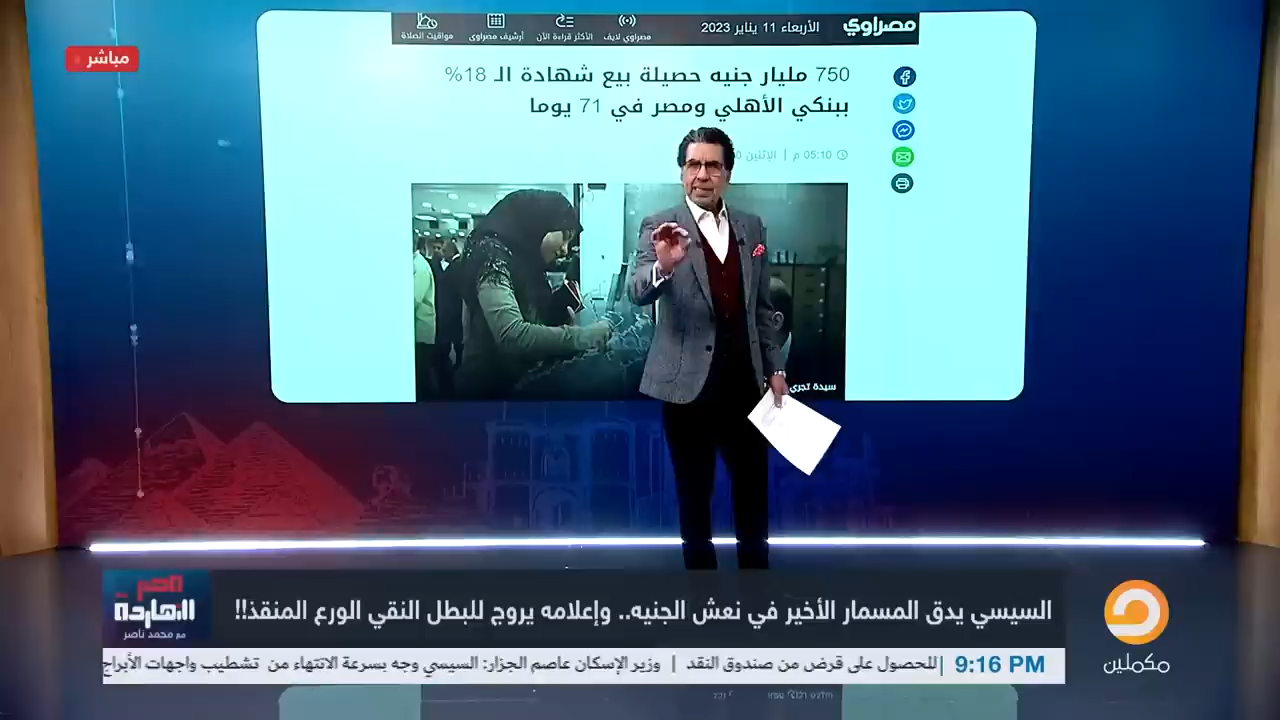 مباشر
مصراوي
الأربعاء 11 يناير 2023
مصراوي لايف
الأكثر قراءة الآن
أرشيف مصراوى
مواقيت الصلاة
750 مليار جنيه حصيلة بيع شهادة الـ 18%
ببنكي الأهلي ومصر في 71 يوما
05:10 م | الإثنين
سيدة تجرى
مصر النهاردة
مع محمد ناصر
السيسي يدق المسمار الأخير في نعش الجنيه.. وإعلامه يروج للبطل النقي الورع المنقذ!!
9:16 PM | للحصول على قرض من صندوق النقد | وزير الإسكان عاصم الجزار: السيسي وجه بسرعة الانتهاء من تشطيب واجهات الأبراج
مكملين